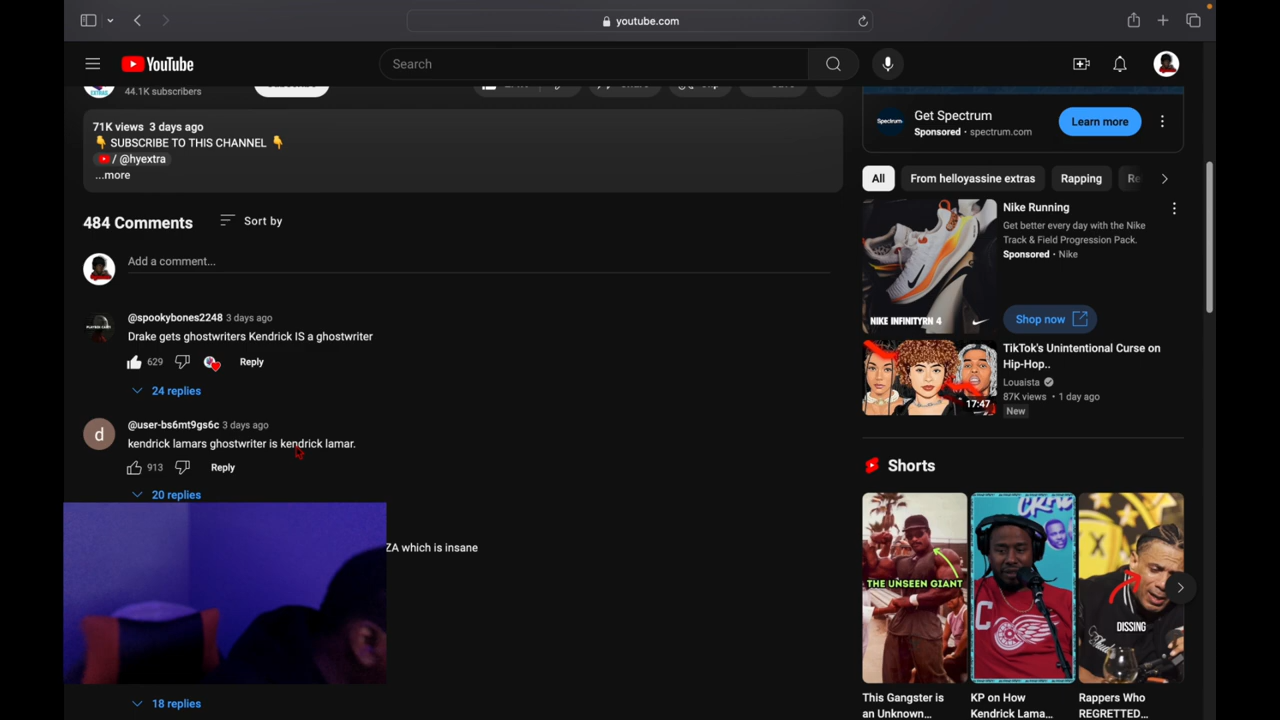 youtube.com
YouTube
Search
44.1K subscribers
71K views 3 days ago
👇 SUBSCRIBE TO THIS CHANNEL 👇
/ @hyextra
...more
484 Comments
Sort by
Add a comment...
@spookybones2248 3 days ago
Drake gets ghostwriters Kendrick IS a ghostwriter
629
Reply
24 replies
d
@user-bs6mt9gs6c 3 days ago
kendrick lamars ghostwriter is kendrick lamar.
913
Reply
20 replies
ZA which is insane
18 replies
Spectrum
Get Spectrum
Sponsored · spectrum.com
Learn more
All
From helloyassine extras
Rapping
Re
NIKE INFINITYRN 4
Nike Running
Get better every day with the Nike
Track & Field Progression Pack.
Sponsored · Nike
Shop now
17:47
TikTok's Unintentional Curse on
Hip-Hop..
Louaista
87K views · 1 day ago
New
Shorts
THE UNSEEN GIANT
DISSING
This Gangster is
an Unknown...
KP on How
Kendrick Lama...
Rappers Who
REGRETTED...